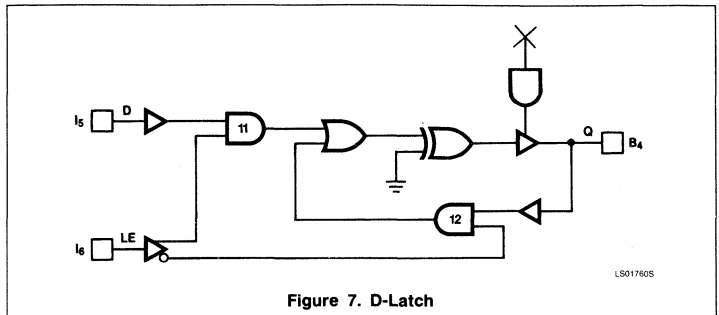 I5 D
11
Q
B4
12
I6 LE
LS01760S
Figure 7. D-Latch